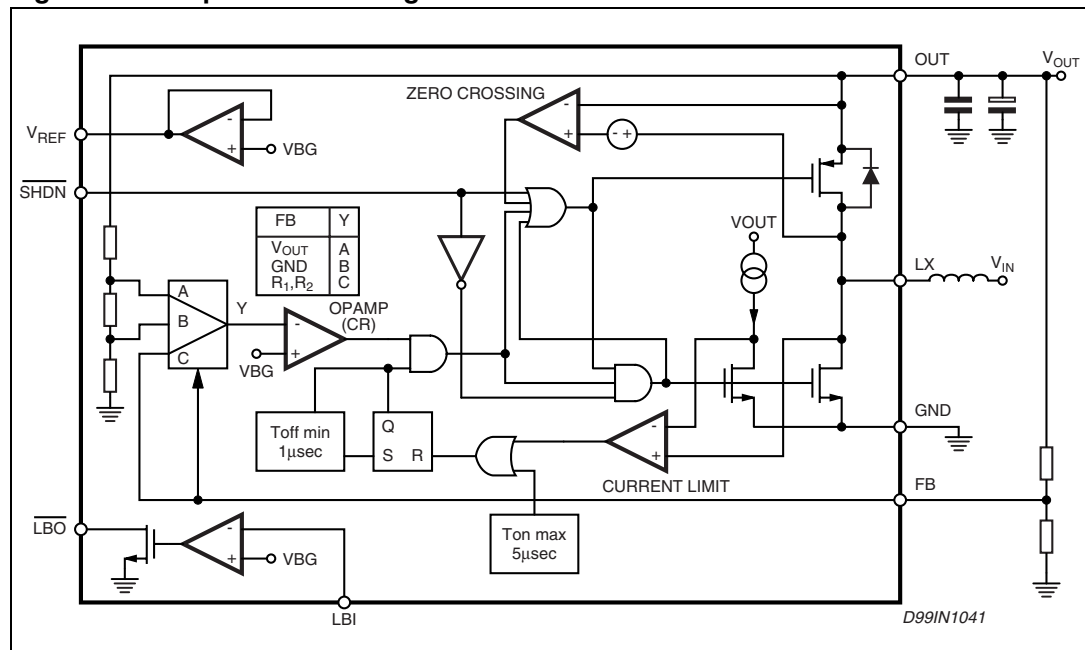 OUT
VOUT
ZERO CROSSING
-
+
- +
VREF
-
+
VBG
SHDN
FB Y
VOUT A
GND B
R1,R2 C
VOUT
LX
VIN
A
B
C
Y
OPAMP
(CR)
-
+
VBG
Toff min
1µsec
Q
S R
-
+
CURRENT LIMIT
GND
FB
Ton max
5µsec
LBO
-
+
VBG
LBI
D99IN1041